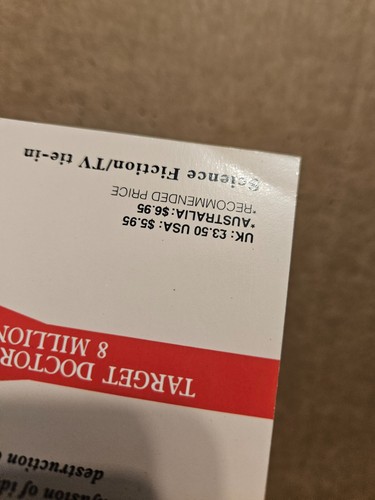 of
destruction
TARGET DOCTOR
8 MILLION
UK: £3.50 USA: $5.95
*AUSTRALIA: $6.95
*RECOMMENDED PRICE
Science Fiction/TV tie-in